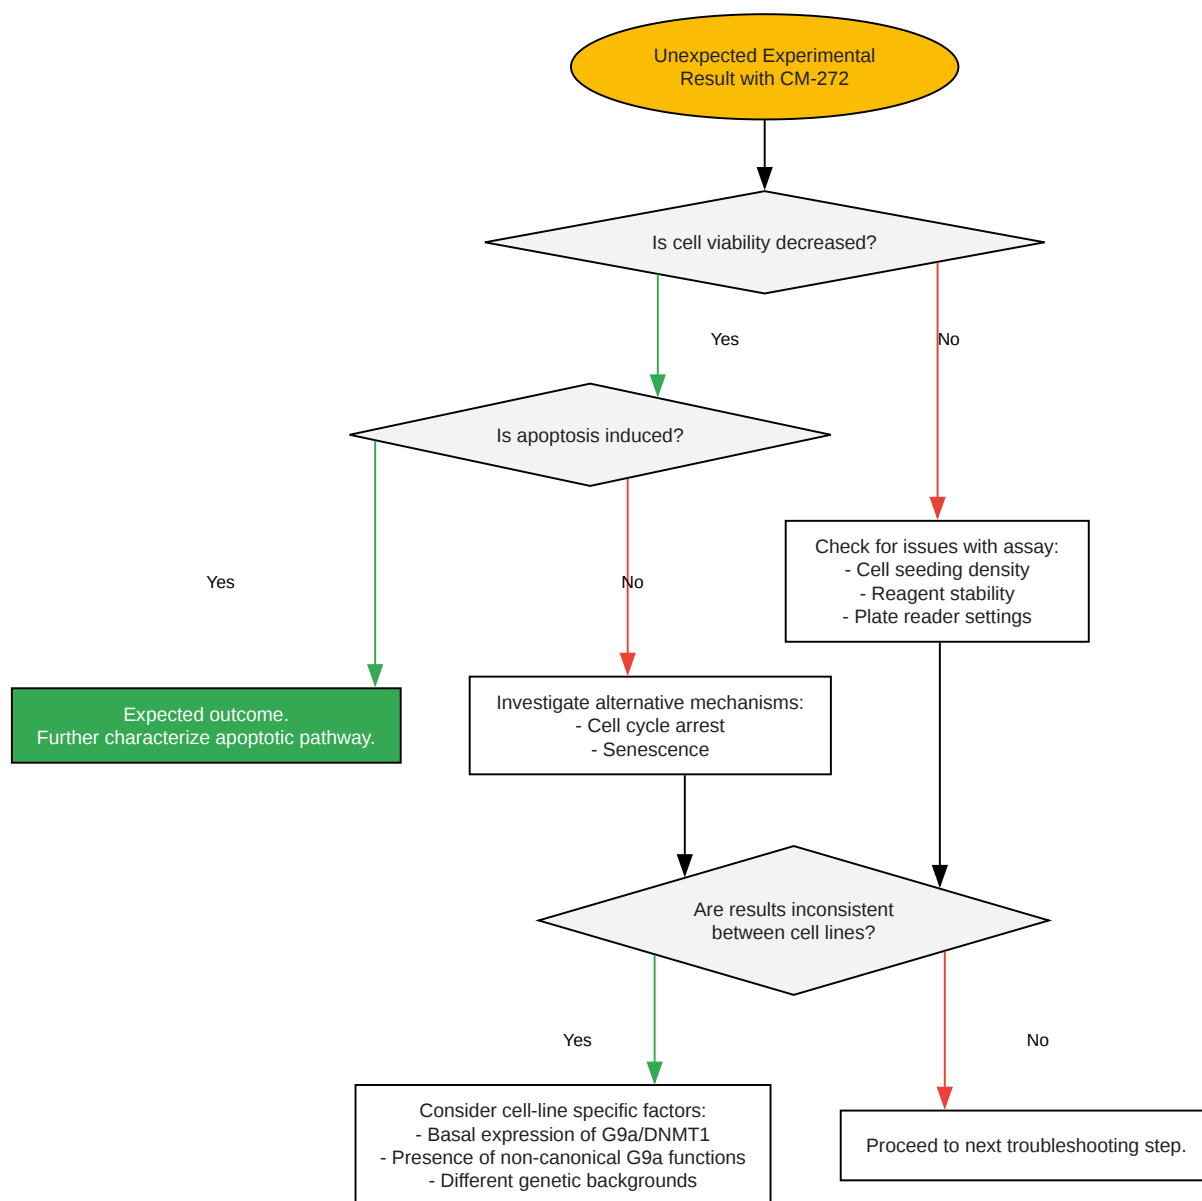 Unexpected Experimental
Result with CM-272
Is cell viability decreased?
Yes
No
Is apoptosis induced?
Check for issues with assay:
- Cell seeding density
- Reagent stability
- Plate reader settings
Yes
No
Expected outcome.
Further characterize apoptotic pathway.
Investigate alternative mechanisms:
- Cell cycle arrest
- Senescence
Are results inconsistent
between cell lines?
Yes
No
Consider cell-line specific factors:
- Basal expression of G9a/DNMT1
- Presence of non-canonical G9a functions
- Different genetic backgrounds
Proceed to next troubleshooting step.